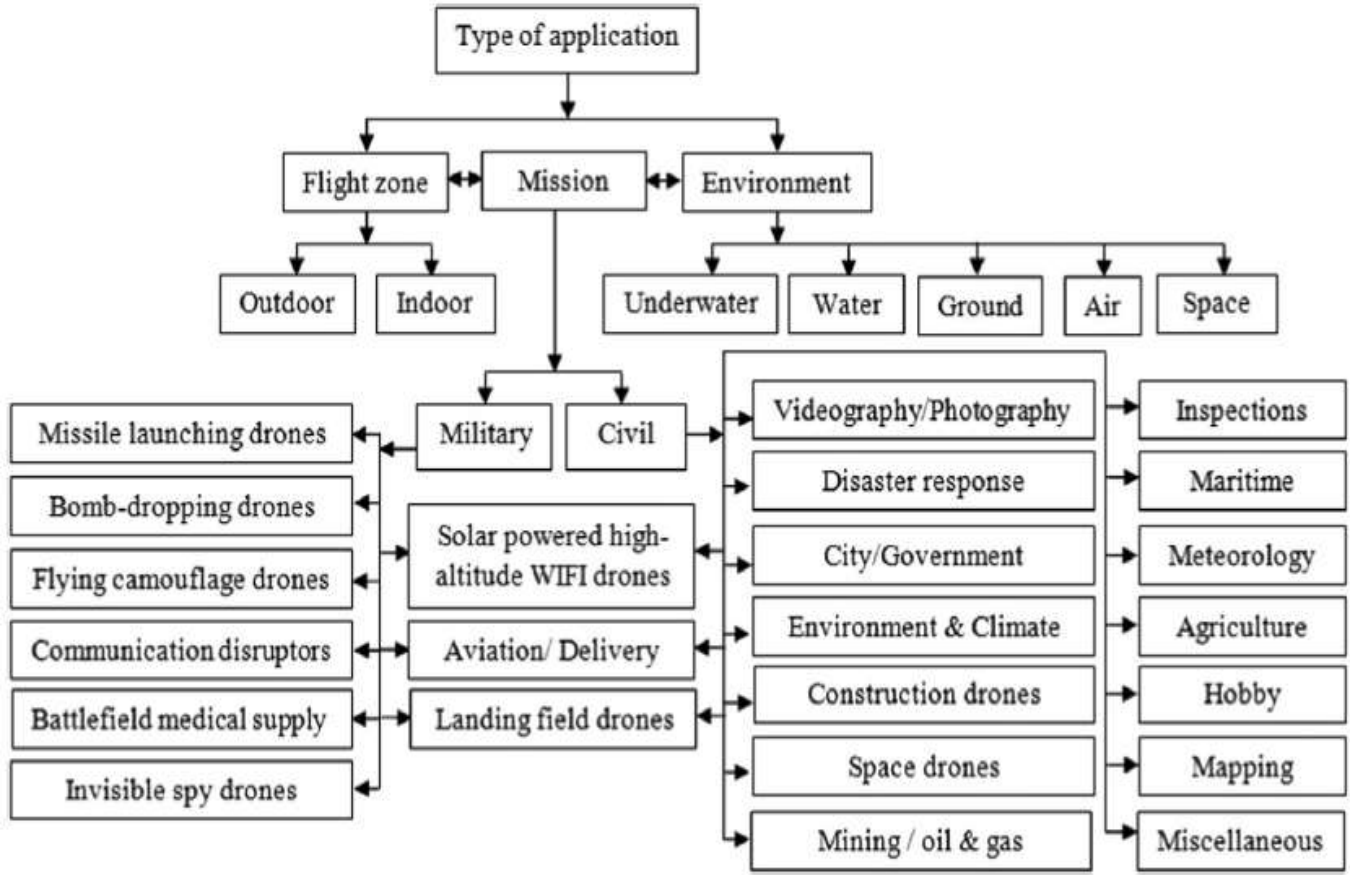 Type of application
Flight zone
Mission
Environment
Outdoor
Indoor
Underwater
Water
Ground
Air
Space
Military
Civil
Missile launching drones
Bomb-dropping drones
Flying camouflage drones
Communication disruptors
Battlefield medical supply
Invisible spy drones
Solar powered high-
altitude WIFI drones
Aviation/ Delivery
Landing field drones
Videography/Photography
Disaster response
City/Government
Environment & Climate
Construction drones
Space drones
Mining / oil & gas
Inspections
Maritime
Meteorology
Agriculture
Hobby
Mapping
Miscellaneous